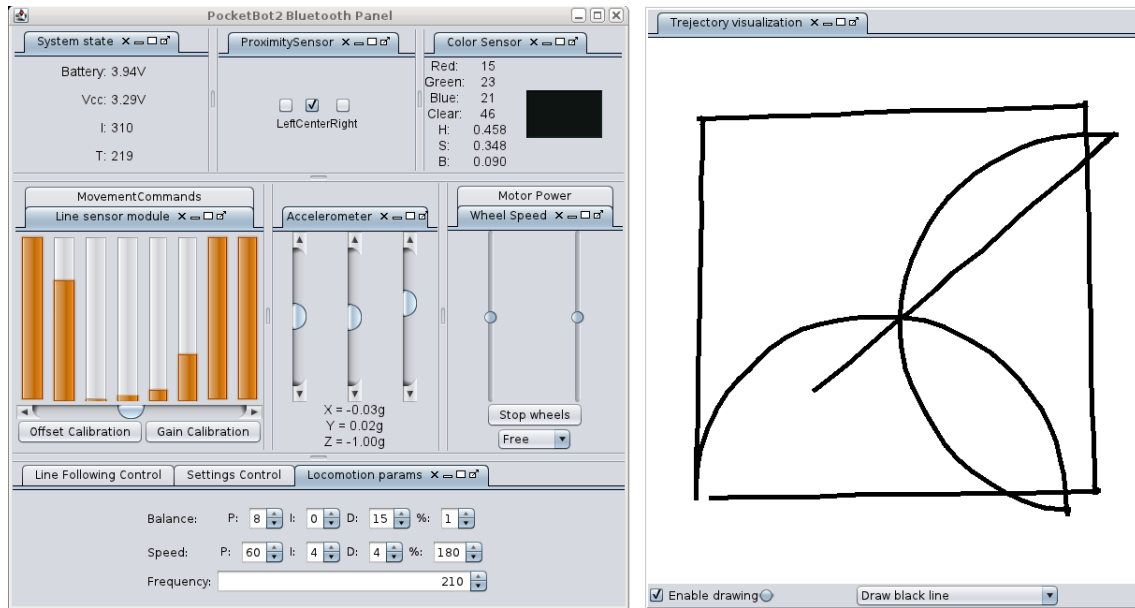 PocketBot2 Bluetooth Panel
System state
Battery: 3.94V
Vcc: 3.29V
I: 310
T: 219
ProximitySensor
LeftCenterRight
Color Sensor
Red: 15
Green: 23
Blue: 21
Clear: 46
H: 0.458
S: 0.348
B: 0.090
MovementCommands
Line sensor module
Offset Calibration Gain Calibration
Accelerometer
X = -0.03g
Y = 0.02g
Z = -1.00g
Motor Power
Wheel Speed
Stop wheels
Free
Line Following Control Settings Control Locomotion params
Balance: P: 8 I: 0 D: 15 %: 1
Speed: P: 60 I: 4 D: 4 %: 180
Frequency: 210
Trejectory visualization
Enable drawing Draw black line